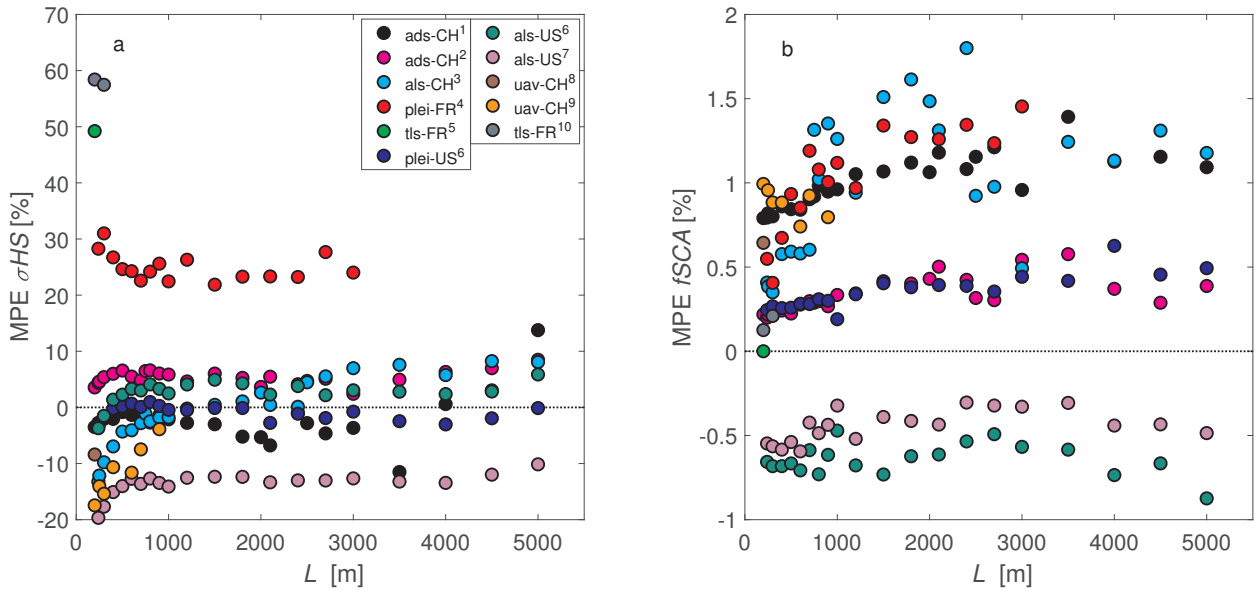 a
MPE σHS [%]
70
60
50
40
30
20
10
0
-10
-20
0
1000
2000
3000
4000
5000
L [m]
ads-CH¹
ads-CH²
als-CH³
plei-FR⁴
tls-FR⁵
plei-US⁶
als-US⁶
als-US⁷
uav-CH⁸
uav-CH⁹
tls-FR¹⁰
b
MPE fSCA [%]
2
1.5
1
0.5
0
-0.5
-1
0
1000
2000
3000
4000
5000
L [m]